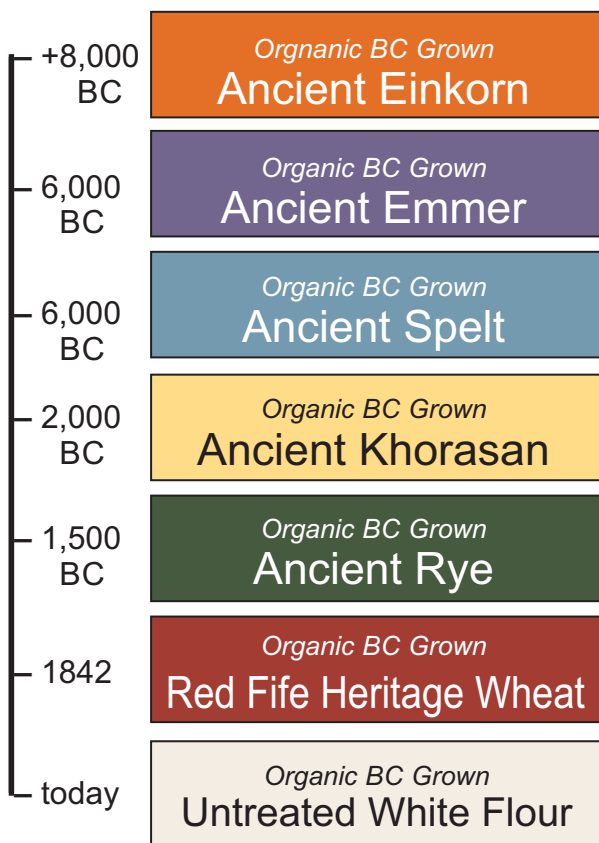 +8,000
BC
Orgnanic BC Grown
Ancient Einkorn
6,000
BC
Organic BC Grown
Ancient Emmer
6,000
BC
Organic BC Grown
Ancient Spelt
2,000
BC
Organic BC Grown
Ancient Khorasan
1,500
BC
Organic BC Grown
Ancient Rye
1842
Organic BC Grown
Red Fife Heritage Wheat
today
Organic BC Grown
Untreated White Flour